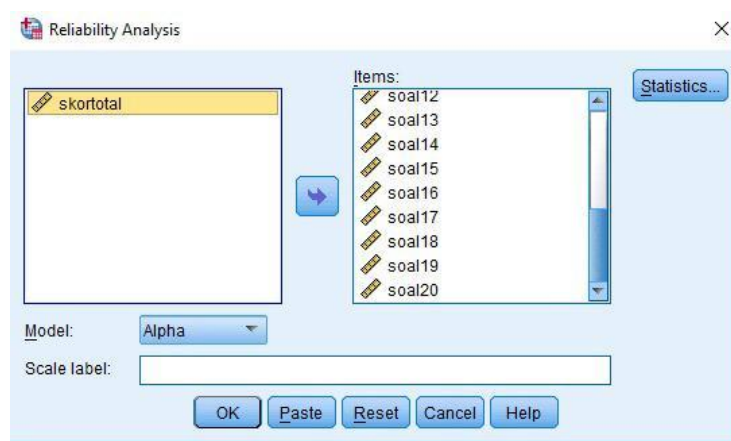 Reliability Analysis
Items:
skortotal
soal12
soal13
soal14
soal15
soal16
soal17
soal18
soal19
soal20
Statistics...
Model:
Alpha
Scale label:
OK
Paste
Reset
Cancel
Help